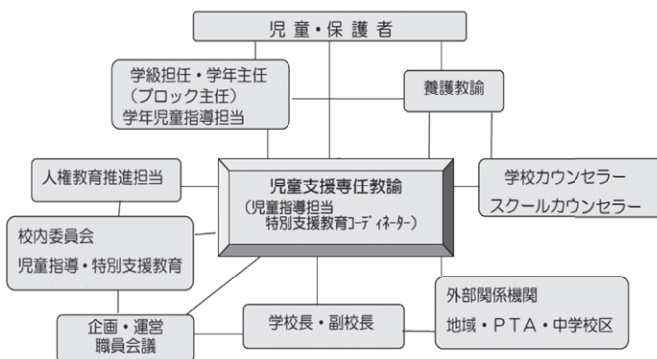 児童・保護者
学級担任・学年主任
(ブロック主任)
学年児童指導担当
養護教諭
人権教育推進担当
児童支援専任教諭
(児童指導担当
特別支援教育コーディネーター)
学校カウンセラー
スクールカウンセラー
校内委員会
児童指導・特別支援教育
企画・運営
職員会議
学校長・副校長
外部関係機関
地域・PTA・中学校区